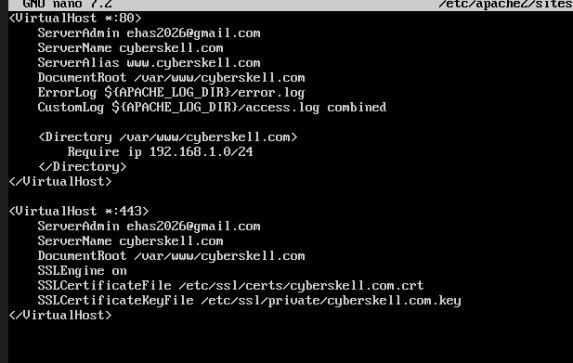 GNU nano 7.2 /etc/apache2/sites
<VirtualHost *:80>
ServerAdmin ehas2026@gmail.com
ServerName cyberskell.com
ServerAlias www.cyberskell.com
DocumentRoot /var/www/cyberskell.com
ErrorLog ${APACHE_LOG_DIR}/error.log
CustomLog ${APACHE_LOG_DIR}/access.log combined
<Directory /var/www/cyberskell.com>
Require ip 192.168.1.0/24
</Directory>
</VirtualHost>
<VirtualHost *:443>
ServerAdmin ehas2026@gmail.com
ServerName cyberskell.com
DocumentRoot /var/www/cyberskell.com
SSLEngine on
SSLCertificateFile /etc/ssl/certs/cyberskell.com.crt
SSLCertificateKeyFile /etc/ssl/private/cyberskell.com.key
</VirtualHost>